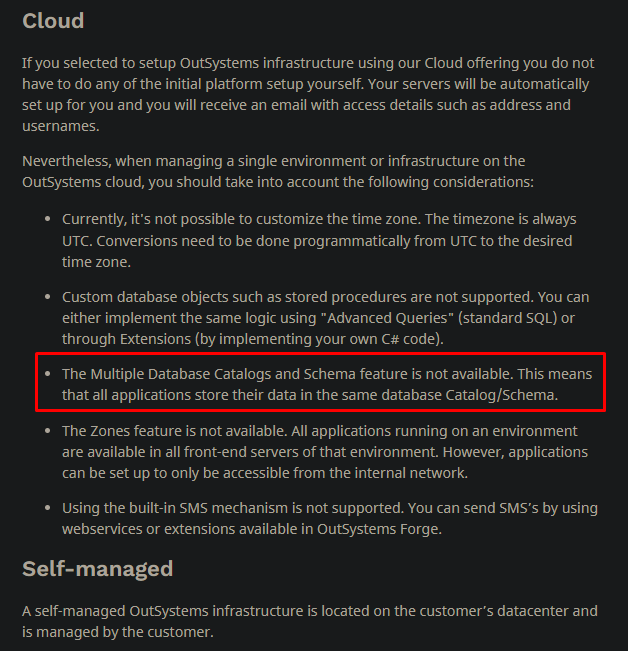 Cloud
If you selected to setup OutSystems infrastructure using our Cloud offering you do not
have to do any of the initial platform setup yourself. Your servers will be automatically
set up for you and you will receive an email with access details such as address and
usernames.
Nevertheless, when managing a single environment or infrastructure on the
OutSystems cloud, you should take into account the following considerations:
• Currently, it's not possible to customize the time zone. The timezone is always
UTC. Conversions need to be done programmatically from UTC to the desired
time zone.
• Custom database objects such as stored procedures are not supported. You can
either implement the same logic using "Advanced Queries" (standard SQL) or
through Extensions (by implementing your own C# code).
• The Multiple Database Catalogs and Schema feature is not available. This means
that all applications store their data in the same database Catalog/Schema.
• The Zones feature is not available. All applications running on an environment
are available in all front-end servers of that environment. However, applications
can be set up to only be accessible from the internal network.
• Using the built-in SMS mechanism is not supported. You can send SMS’s by using
webservices or extensions available in OutSystems Forge.
Self-managed
A self-managed OutSystems infrastructure is located on the customer’s datacenter and
is managed by the customer.